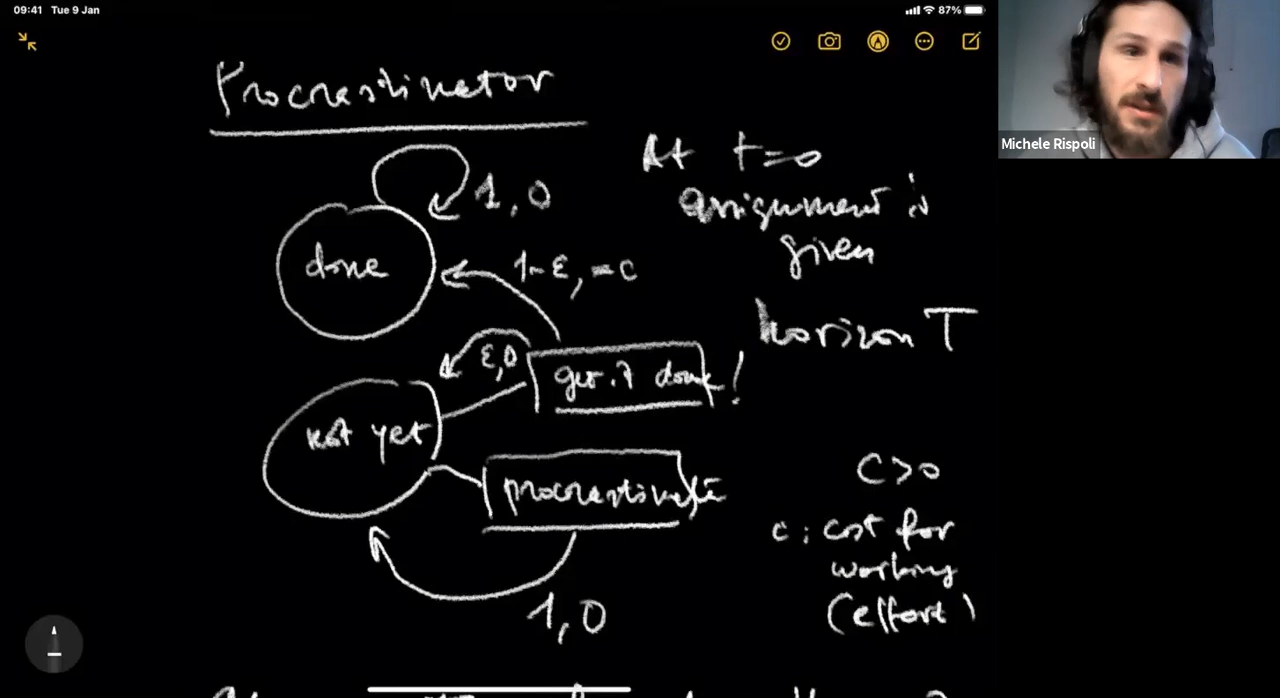 09:41 Tue 9 Jan
87%
Procrastinator
At t=0
assignment is
given
1, 0
done
1-ε, -c
horizon T
ε, 0
get it done!
not yet
procrastinate
c>0
c: cost for
working
(effort)
1, 0
Michele Rispoli